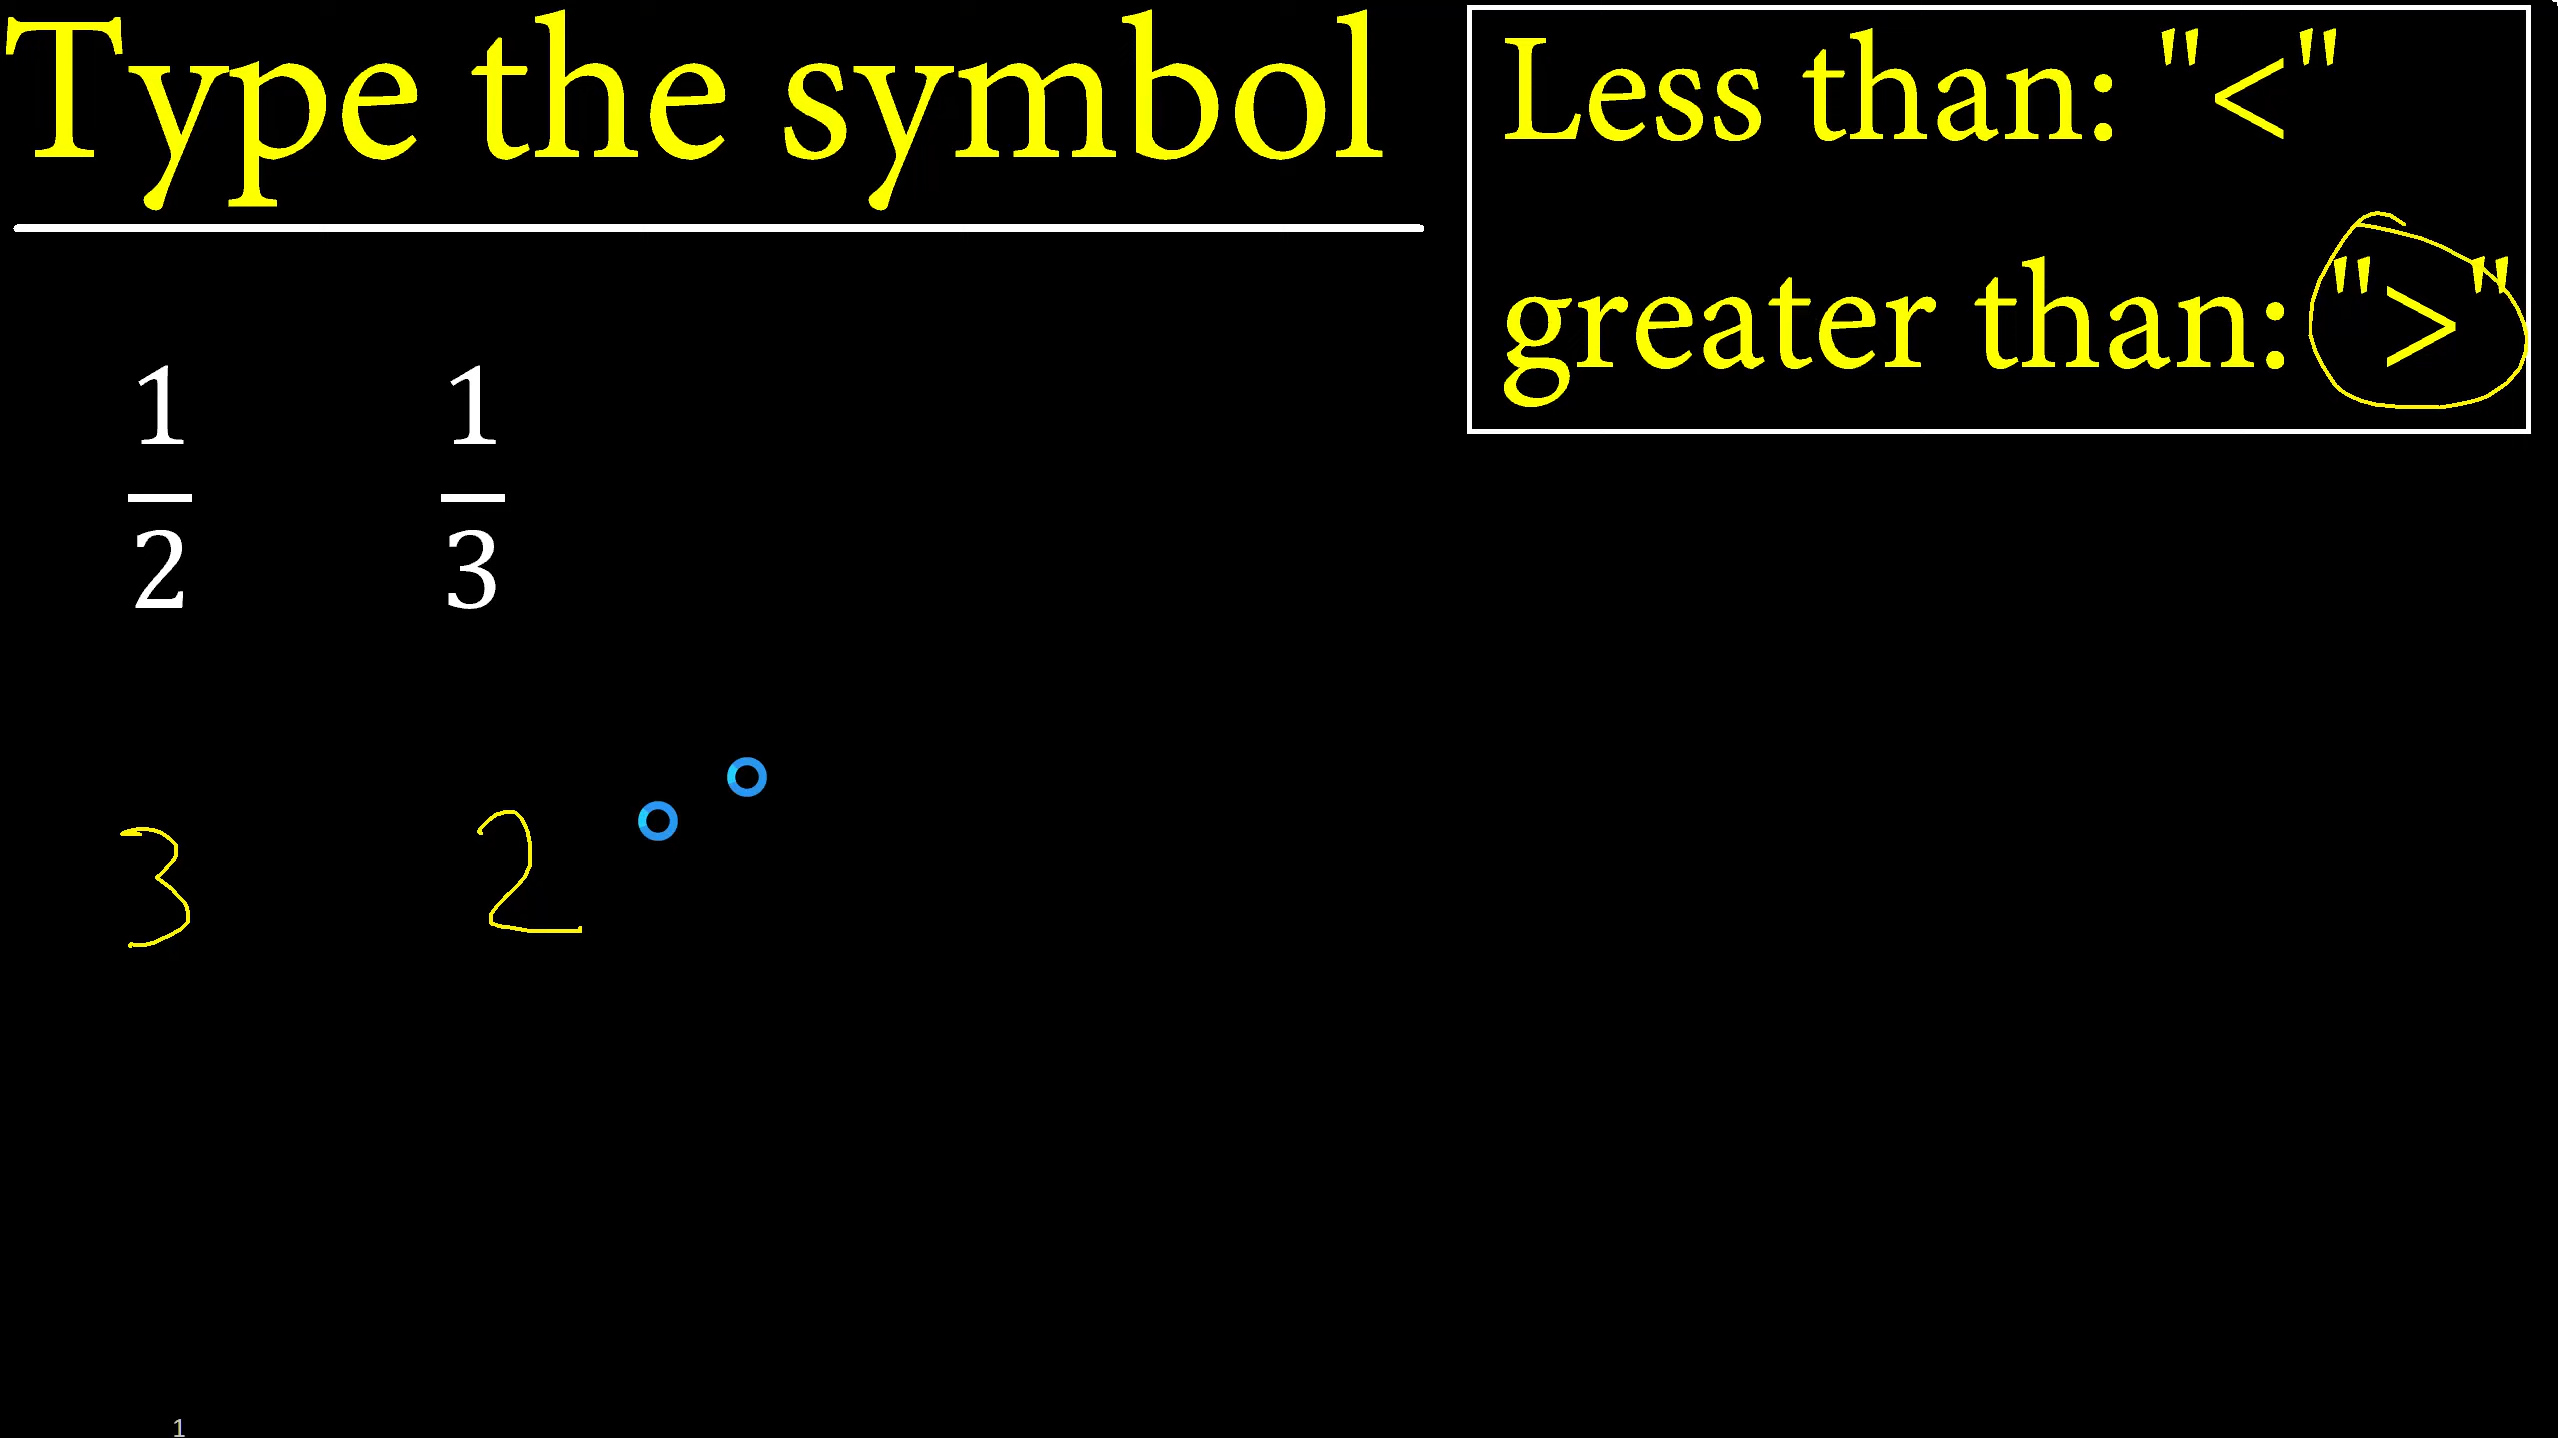 Type the symbol
Less than: "<"
greater than: ">"
1 1
2 3
3 2
1